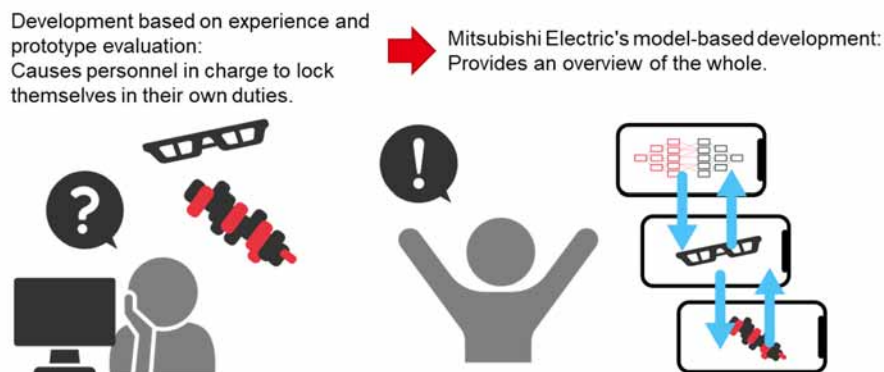 Development based on experience and
prototype evaluation:
Causes personnel in charge to lock
themselves in their own duties.
Mitsubishi Electric's model-based development:
Provides an overview of the whole.
?
!